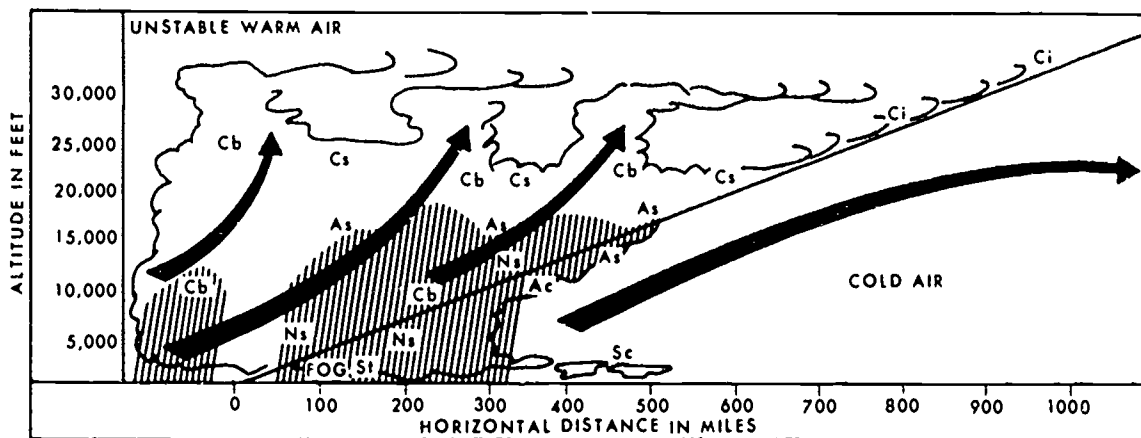 UNSTABLE WARM AIR
ALTITUDE IN FEET
30,000
25,000
20,000
15,000
10,000
5,000
Ci
Ci
Cb
Cs
Cb
Cs
Cb
Cs
As
As
As
Ns
As
Cb
Cb
Ac
COLD AIR
Ns
Ns
Sc
FOG
St
0 100 200 300 400 500 600 700 800 900 1000
HORIZONTAL DISTANCE IN MILES